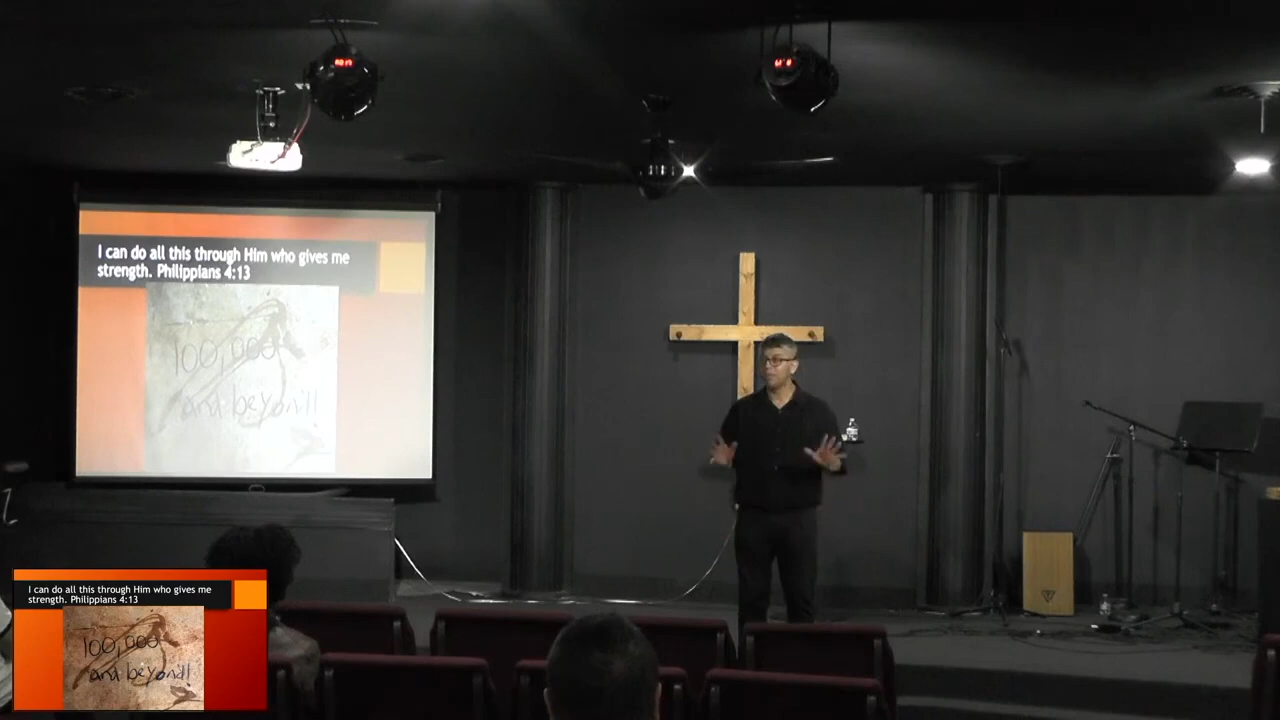 I can do all this through Him who gives me
strength. Philippians 4:13
100,000
and beyond!!
I can do all this through Him who gives me
strength. Philippians 4:13
100,000
and beyond!!